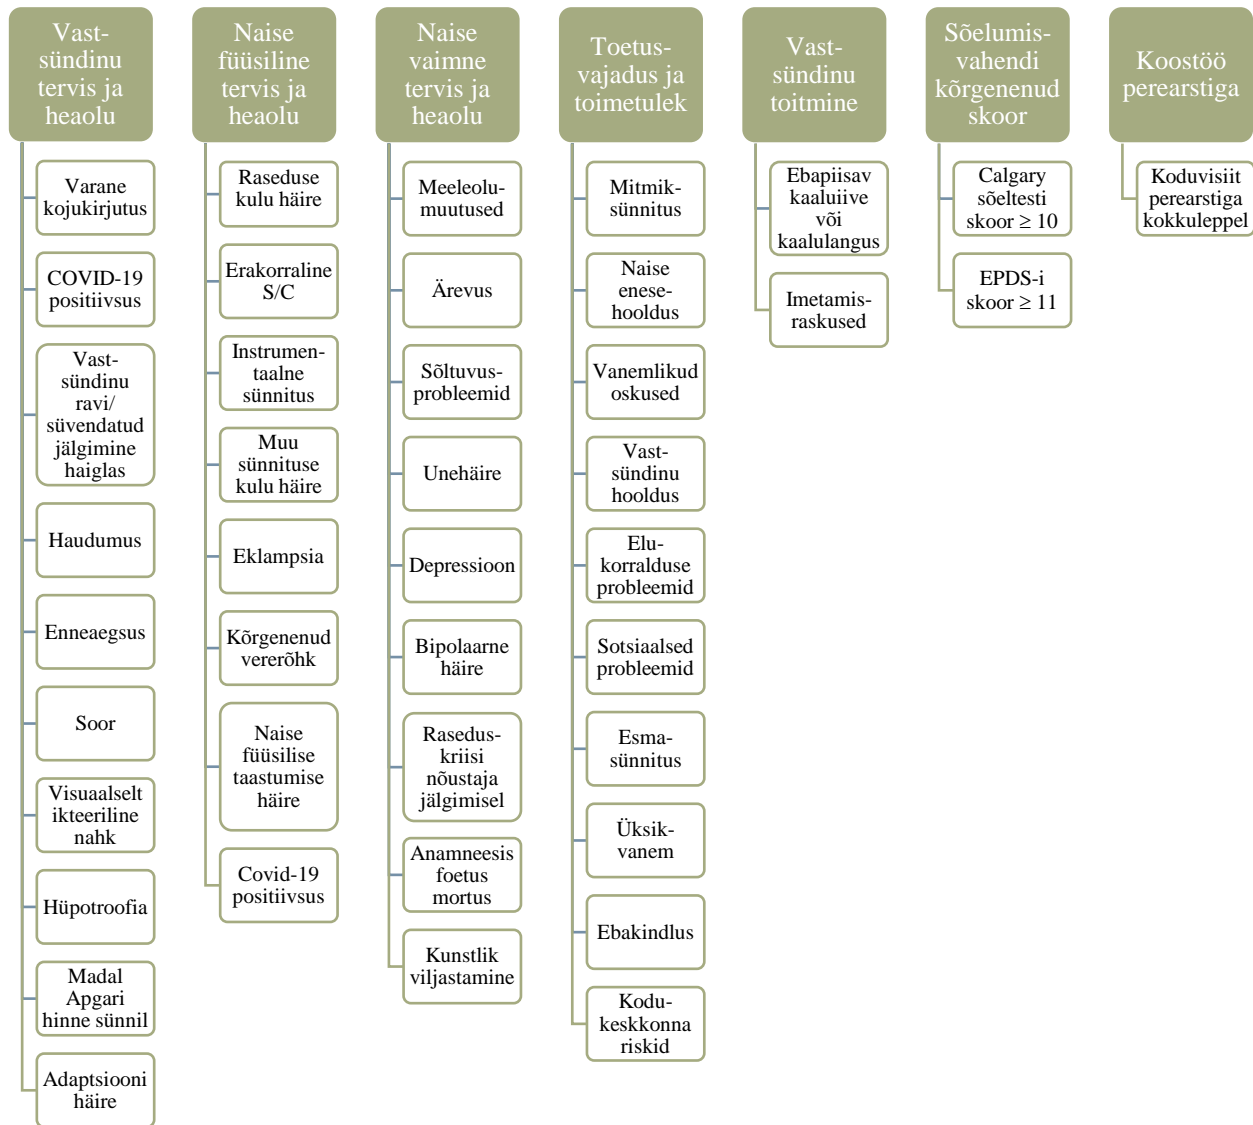 Vast-
sündinu
tervis ja
heaolu
Varane
kojukirjutus
COVID-19
positiivsus
Vast-
sündinu
ravi/
süvendatud
jälgimine
haiglas
Haudumus
Enneaegsus
Soor
Visuaalselt
ikteeriline
nahk
Hüpotroofia
Madal
Apgari
hinne sünnil
Adaptsiooni
häire
Naise
füüsiline
tervis ja
heaolu
Raseduse
kulu häire
Erakorraline
S/C
Instrumen-
taalne
sünnitus
Muu
sünnituse
kulu häire
Eklampsia
Kõrgenenud
vererõhk
Naise
füüsilise
taastumise
häire
Covid-19
positiivsus
Naise
vaimne
tervis ja
heaolu
Meeleolu-
muutused
Ärevus
Sõltuvus-
probleemid
Unehäire
Depressioon
Bipolaarne
häire
Rasedus-
kriisi
nõustaja
jälgimisel
Anamneesis
foetus
mortus
Kunstlik
viljastamine
Toetus-
vajadus ja
toimetulek
Mitmik-
sünnitus
Naise
enese-
hooldus
Vanemlikud
oskused
Vast-
sündinu
hooldus
Elu-
korralduse
probleemid
Sotsiaalsed
probleemid
Esma-
sünnitus
Üksik-
vanem
Ebakindlus
Kodu-
keskkonna
riskid
Vast-
sündinu
toitmine
Ebapiisav
kaaluiive
või
kaalulangus
Imetamis-
raskused
Sõelumis-
vahendi
kõrgenenud
skoor
Calgary
sõeltesti
skoor ≥ 10
EPDS-i
skoor ≥ 11
Koostöö
perearstiga
Koduvisiit
perearstiga
kokkuleppel